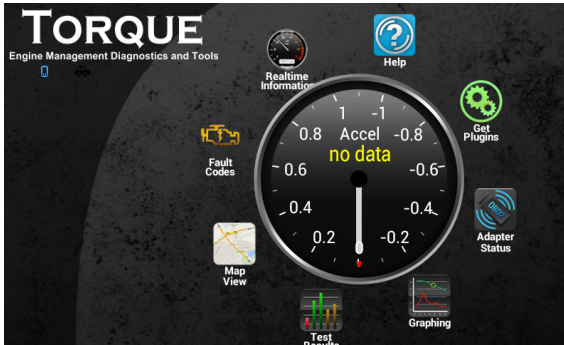 TORQUE
Engine Management Diagnostics and Tools
Help
Realtime
Information
Get
Plugins
1
-1
0.8
Accel
-0.8
no data
Fault
Codes
0.6
-0.6
0.4
-0.4
OBD2
Adapter
Status
0.2
-0.2
Map
View
Graphing
Test
Results